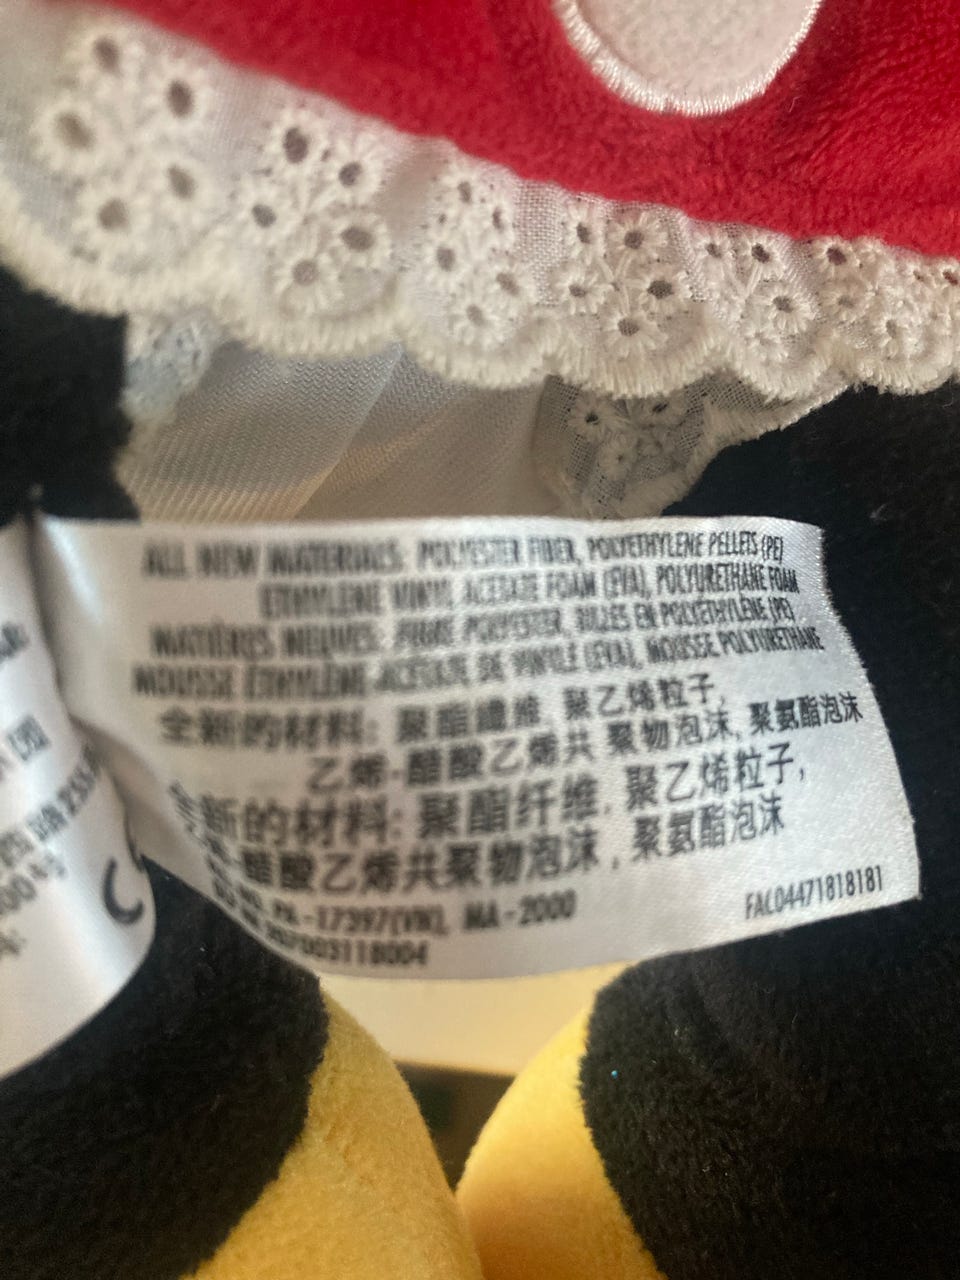 ALL NEW MATERIALS: POLYESTER FIBER, POLYETHYLENE PELLETS (PE)
ETHYLENE VINYL ACETATE FOAM (EVA), POLYURETHANE FOAM
MATIÈRES NEUVES: FIBRE POLYESTER, BILLES EN POLYÉTHYLÈNE (PE)
MOUSSE ÉTHYLÈNE-ACÉTATE DE VINYLE (EVA), MOUSSE POLYURÉTHANE
全新的材料: 聚酯纖維, 聚乙烯粒子,
乙烯-醋酸乙烯共 聚物泡沫, 聚氨酯泡沫
全新的材料: 聚酯纤维, 聚乙烯粒子,
-醋酸乙烯共聚物泡沫, 聚氨酯泡沫
PA-17397(VN), MA-2000
FAC04471818181